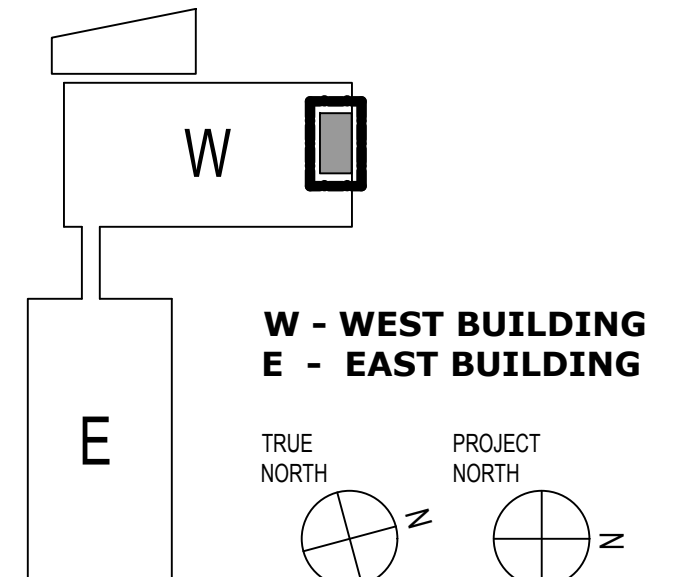 W
W - WEST BUILDING
E - EAST BUILDING
E
TRUE
NORTH
PROJECT
NORTH
N
N